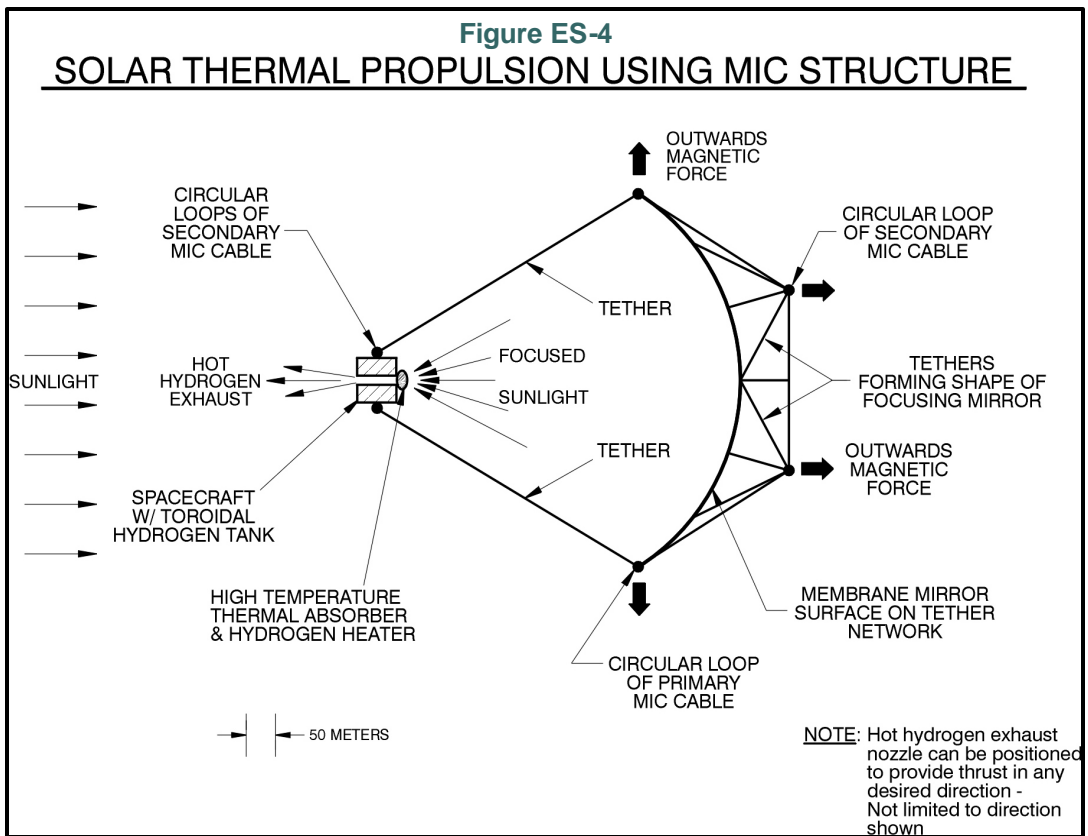 Figure ES-4
SOLAR THERMAL PROPULSION USING MIC STRUCTURE
OUTWARDS
MAGNETIC
FORCE
CIRCULAR
LOOPS OF
SECONDARY
MIC CABLE
CIRCULAR LOOP
OF SECONDARY
MIC CABLE
TETHER
SUNLIGHT
HOT
HYDROGEN
EXHAUST
FOCUSED
SUNLIGHT
TETHERS
FORMING SHAPE OF
FOCUSING MIRROR
TETHER
OUTWARDS
MAGNETIC
FORCE
SPACECRAFT
W/ TOROIDAL
HYDROGEN TANK
HIGH TEMPERATURE
THERMAL ABSORBER
& HYDROGEN HEATER
MEMBRANE MIRROR
SURFACE ON TETHER
NETWORK
CIRCULAR LOOP
OF PRIMARY
MIC CABLE
50 METERS
NOTE: Hot hydrogen exhaust
nozzle can be positioned
to provide thrust in any
desired direction -
Not limited to direction
shown